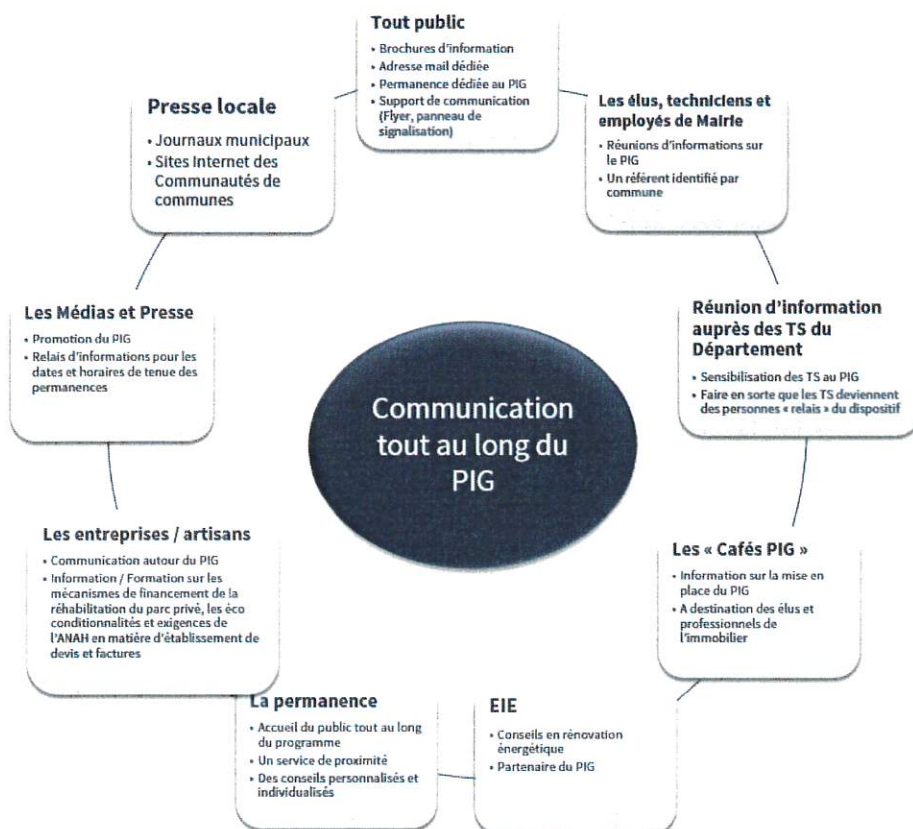 Tout public
• Brochures d'information
• Adresse mail dédiée
• Permanence dédiée au PIG
• Support de communication
(Flyer, panneau de
signalisation)
Les élus, techniciens et
employés de Mairie
• Réunions d'informations sur
le PIG
• Un référent identifié par
commune
Réunion d'information
auprès des TS du
Département
• Sensibilisation des TS au PIG
• Faire en sorte que les TS deviennent
des personnes « relais » du dispositif
Les « Cafés PIG »
• Information sur la mise en
place du PIG
• A destination des élus et
professionnels de
l'immobilier
EIE
• Conseils en rénovation
énergétique
• Partenaire du PIG
La permanence
• Accueil du public tout au long
du programme
• Un service de proximité
• Des conseils personnalisés et
individualisés
Les entreprises / artisans
• Communication autour du PIG
• Information / Formation sur les
mécanismes de financement de la
réhabilitation du parc privé, les éco
conditionnalités et exigences de
l'ANAH en matière d'établissement de
devis et factures
Les Médias et Presse
• Promotion du PIG
• Relais d'informations pour les
dates et horaires de tenue des
permanences
Presse locale
• Journaux municipaux
• Sites Internet des
Communautés de
communes
Communication
tout au long du
PIG